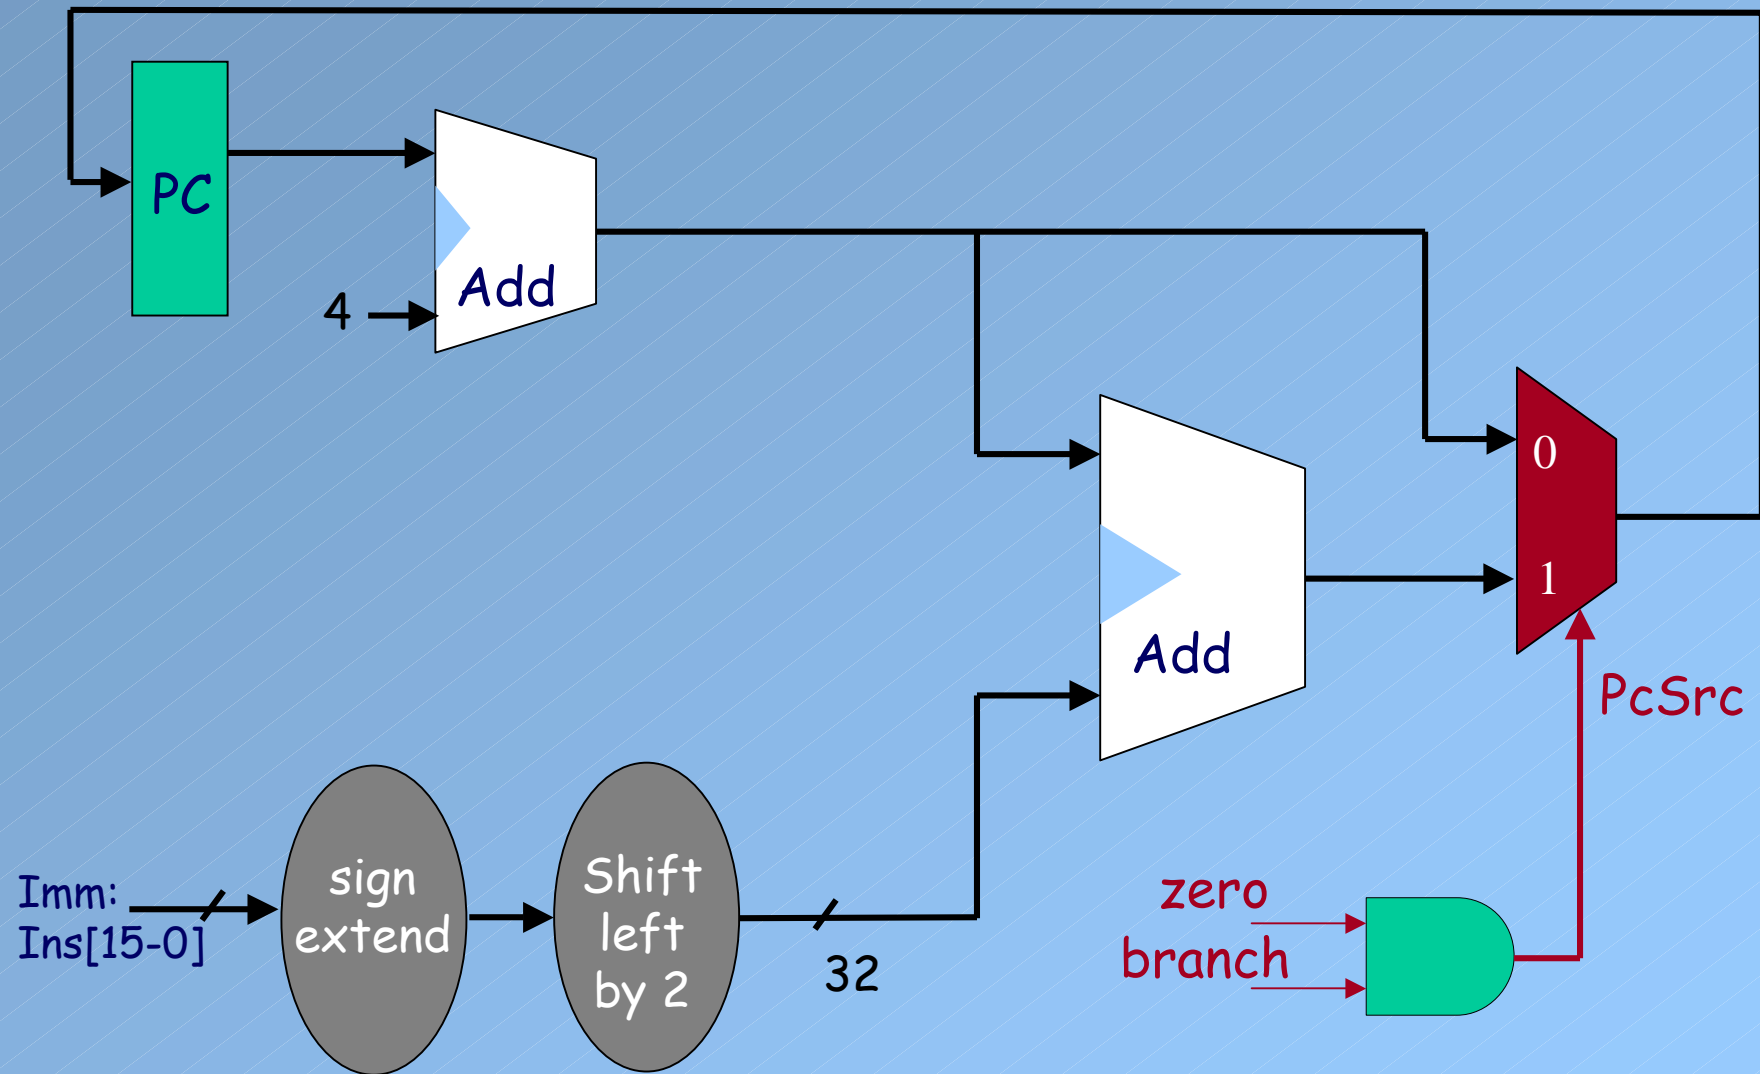 PC
4
Add
0
1
Add
PcSrc
Imm:
Ins[15-0]
sign
extend
Shift
left
by 2
32
zero
branch